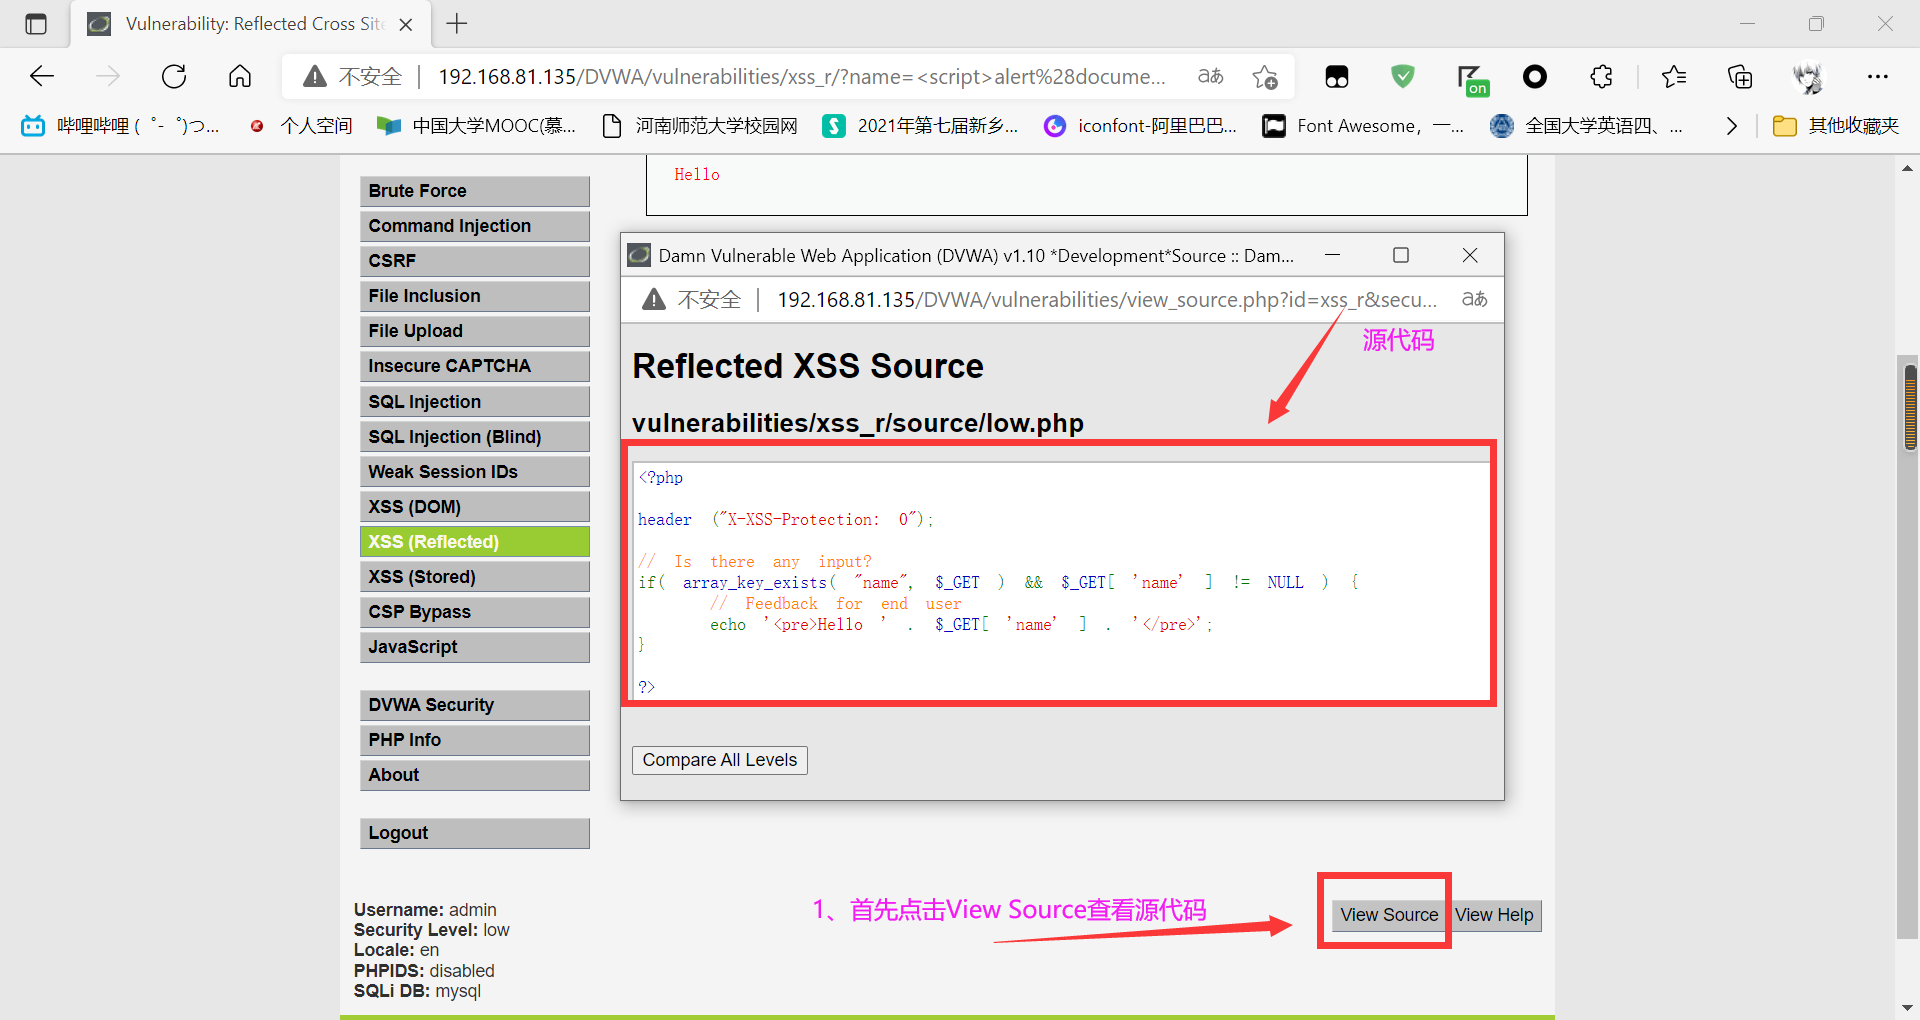 Vulnerability: Reflected Cross Site
不安全 192.168.81.135/DVWA/vulnerabilities/xss_r/?name=<script>alert%28docume...
on
哔哩哔哩 ( ゜- ゜)つ...
个人空间
中国大学MOOC(慕...
河南师范大学校园网
2021年第七届新乡...
iconfont-阿里巴巴...
Font Awesome，一...
全国大学英语四、...
其他收藏夹
Hello
Brute Force
Command Injection
CSRF
File Inclusion
File Upload
Insecure CAPTCHA
SQL Injection
SQL Injection (Blind)
Weak Session IDs
XSS (DOM)
XSS (Reflected)
XSS (Stored)
CSP Bypass
JavaScript
DVWA Security
PHP Info
About
Logout
Username: admin
Security Level: low
Locale: en
PHPIDS: disabled
SQLi DB: mysql
Damn Vulnerable Web Application (DVWA) v1.10 *Development*Source :: Dam...
不安全 192.168.81.135/DVWA/vulnerabilities/view_source.php?id=xss_r&secu...
源代码
Reflected XSS Source
vulnerabilities/xss_r/source/low.php
<?php
header ("X-XSS-Protection: 0");
// Is there any input?
if( array_key_exists( "name", $_GET ) && $_GET[ 'name' ] != NULL ) {
// Feedback for end user
echo '<pre>Hello ' . $_GET[ 'name' ] . '</pre>';
}
?>
Compare All Levels
1、首先点击View Source查看源代码
View Source
View Help